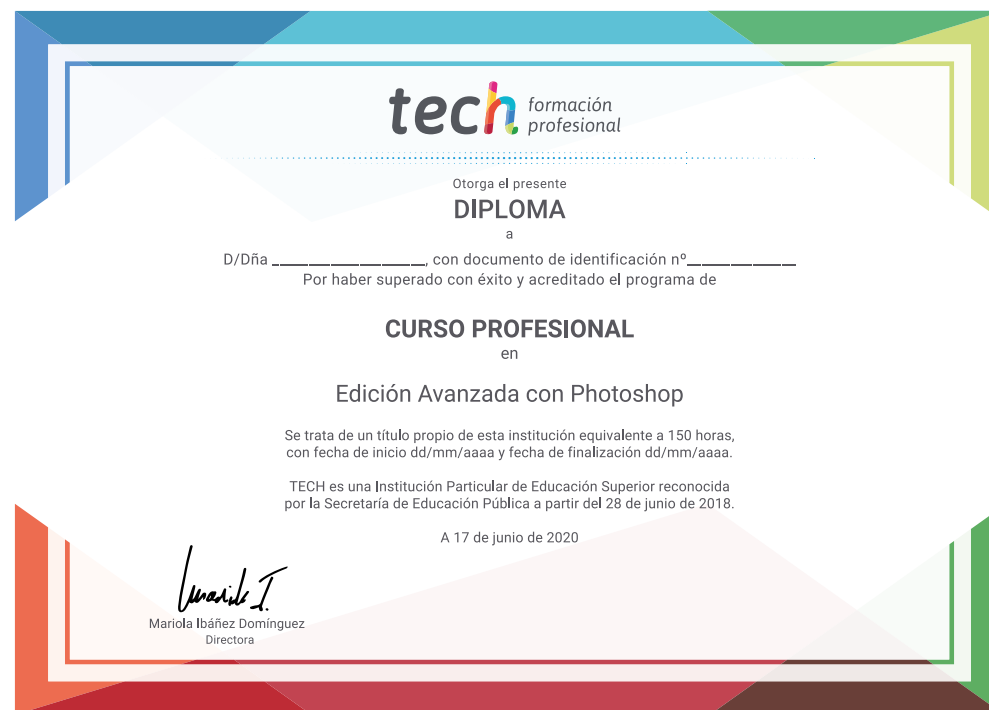 tech formación
profesional
Otorga el presente
DIPLOMA
a
D/Dña ______________________, con documento de identificación nº_______________
Por haber superado con éxito y acreditado el programa de
CURSO PROFESIONAL
en
Edición Avanzada con Photoshop
Se trata de un título propio de esta institución equivalente a 150 horas,
con fecha de inicio dd/mm/aaaa y fecha de finalización dd/mm/aaaa.
TECH es una Institución Particular de Educación Superior reconocida
por la Secretaría de Educación Pública a partir del 28 de junio de 2018.
A 17 de junio de 2020
Mariola I.
Mariola Ibáñez Domínguez
Directora